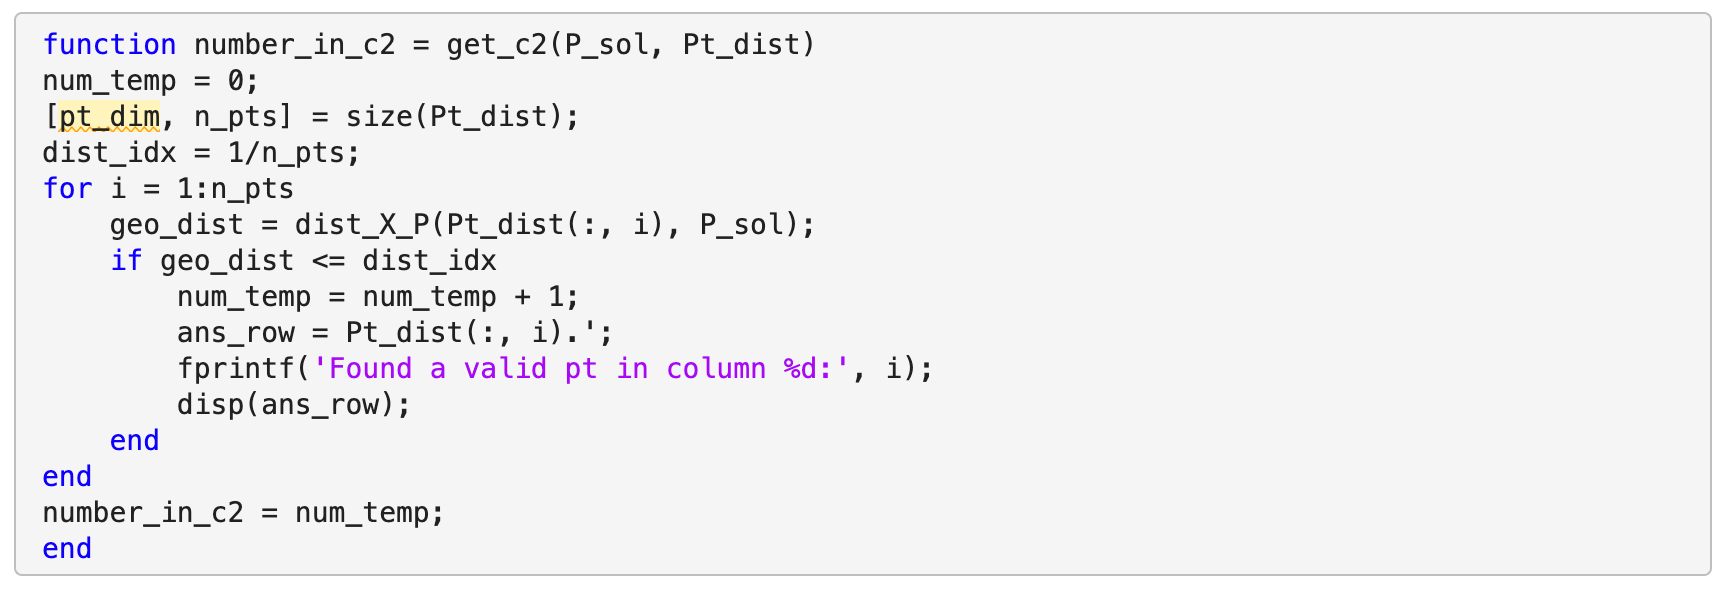 function number_in_c2 = get_c2(P_sol, Pt_dist)
num_temp = 0;
[pt_dim, n_pts] = size(Pt_dist);
dist_idx = 1/n_pts;
for i = 1:n_pts
    geo_dist = dist_X_P(Pt_dist(:, i), P_sol);
    if geo_dist <= dist_idx
        num_temp = num_temp + 1;
        ans_row = Pt_dist(:, i).';
        fprintf('Found a valid pt in column %d:', i);
        disp(ans_row);
    end
end
number_in_c2 = num_temp;
end